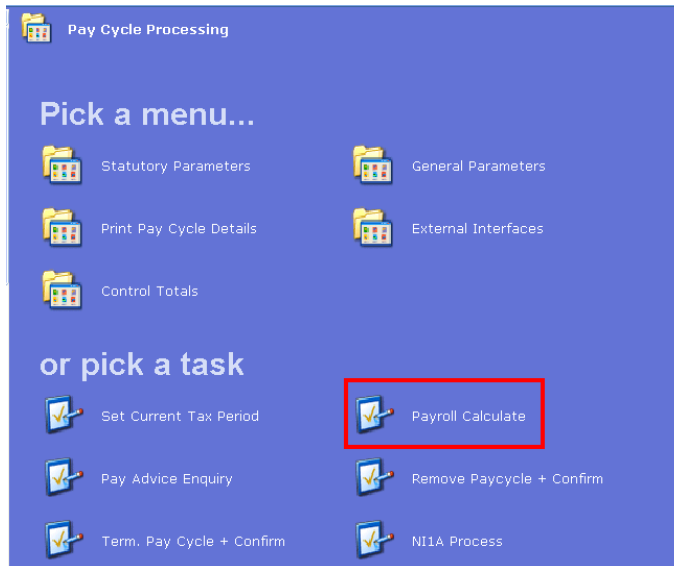 Pay Cycle Processing
Pick a menu...
Statutory Parameters
General Parameters
Print Pay Cycle Details
External Interfaces
Control Totals
or pick a task
Set Current Tax Period
Payroll Calculate
Pay Advice Enquiry
Remove Paycycle + Confirm
Term. Pay Cycle + Confirm
NI1A Process